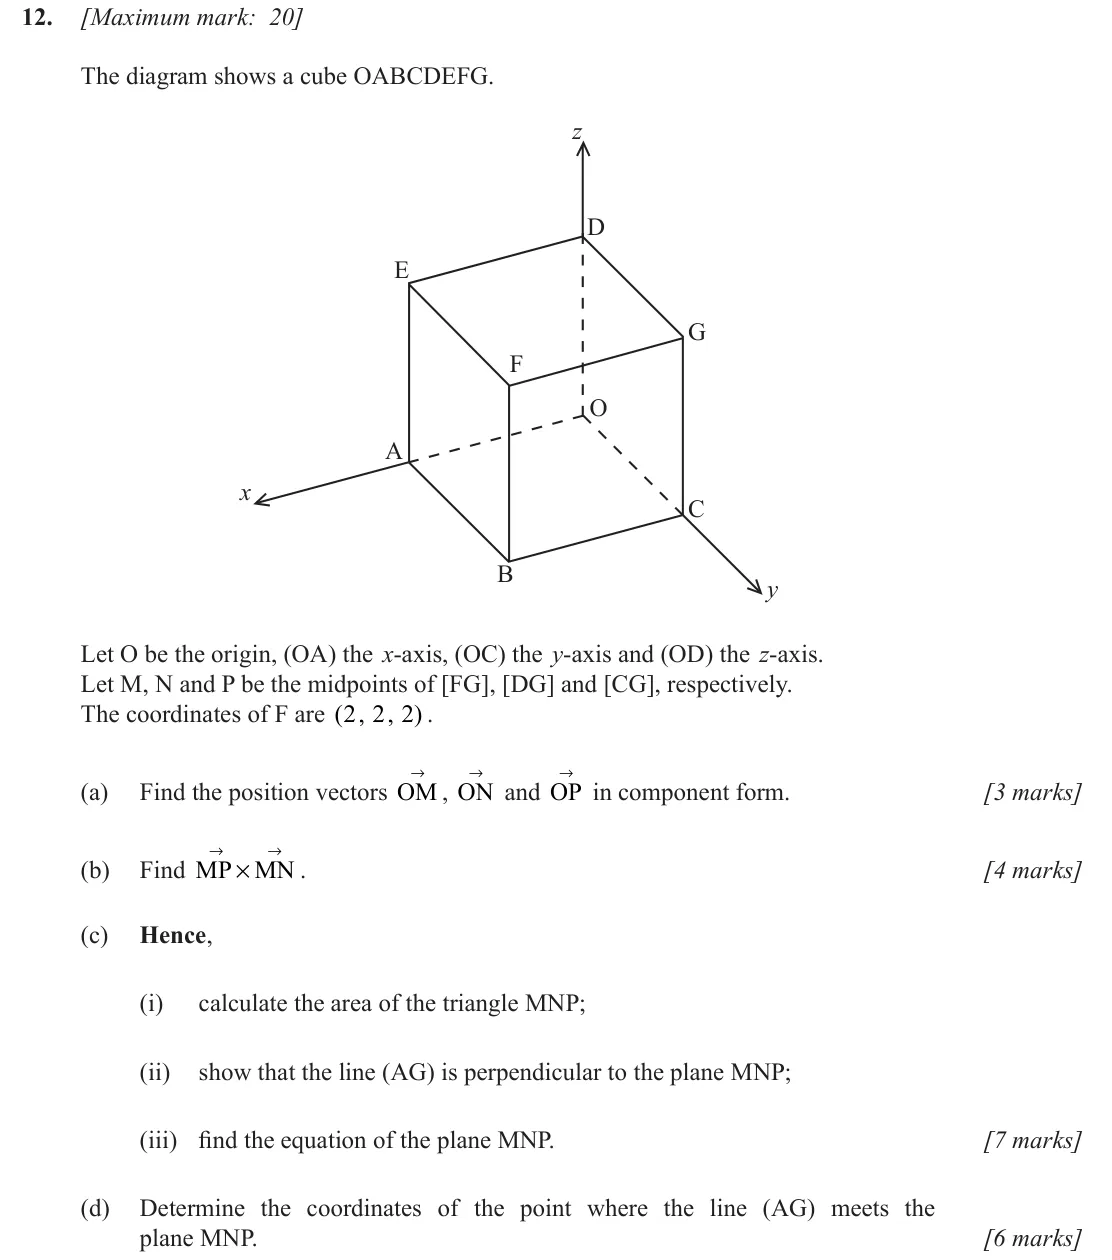 12. [Maximum mark: 20]
The diagram shows a cube OABCDEFG.
z
D
E
G
F
O
A
x
C
B
y
Let O be the origin, (OA) the x-axis, (OC) the y-axis and (OD) the z-axis.
Let M, N and P be the midpoints of [FG], [DG] and [CG], respectively.
The coordinates of F are (2, 2, 2).
(a) Find the position vectors O⃗M⃗, O⃗N⃗ and O⃗P⃗ in component form. [3 marks]
(b) Find M⃗P⃗ × M⃗N⃗. [4 marks]
(c) Hence,
(i) calculate the area of the triangle MNP;
(ii) show that the line (AG) is perpendicular to the plane MNP;
(iii) find the equation of the plane MNP. [7 marks]
(d) Determine the coordinates of the point where the line (AG) meets the
plane MNP. [6 marks]